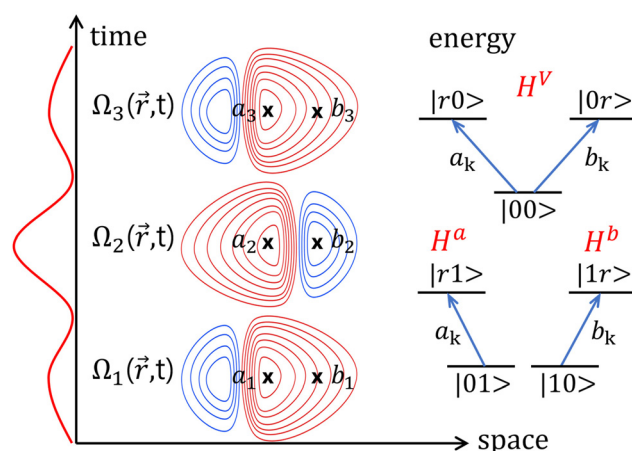 time
energy
Ω₃(r⃗,t)
a₃ x x b₃
H^V
|r0> |0r>
a_k b_k
|00>
Ω₂(r⃗,t)
a₂ x x b₂
H^a H^b
|r1> |1r>
a_k b_k
Ω₁(r⃗,t)
a₁ x x b₁
|01> |10>
space